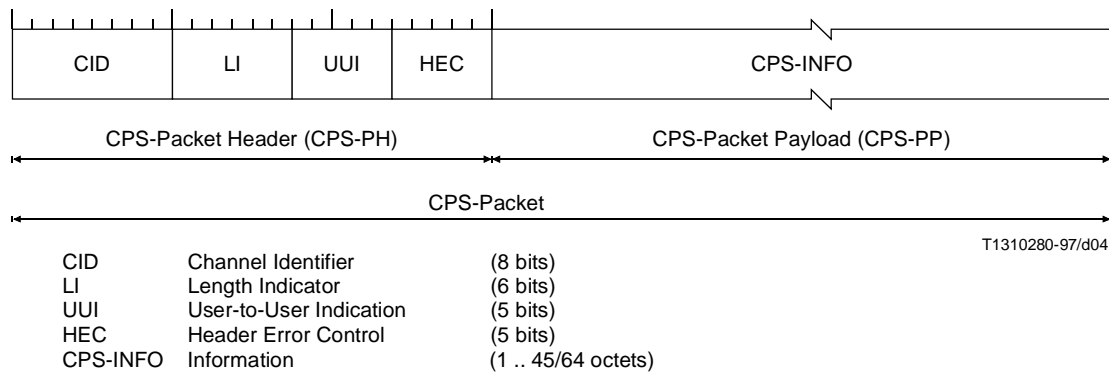 CID LI UUI HEC CPS-INFO
CPS-Packet Header (CPS-PH) CPS-Packet Payload (CPS-PP)
CPS-Packet
T1310280-97/d04
CID Channel Identifier (8 bits)
LI Length Indicator (6 bits)
UUI User-to-User Indication (5 bits)
HEC Header Error Control (5 bits)
CPS-INFO Information (1 .. 45/64 octets)